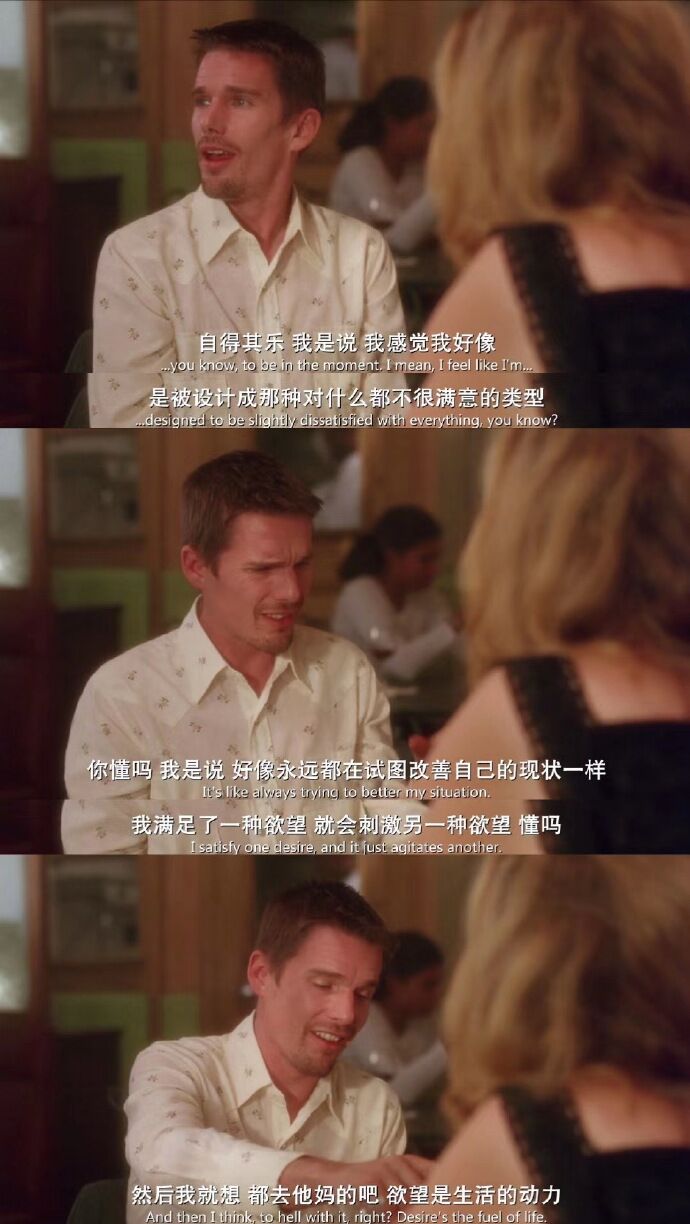 自得其乐 我是说 我感觉我好像
...you know, to be in the moment. I mean, I feel like I'm...
是被设计成那种对什么都不很满意的类型
...designed to be slightly dissatisfied with everything, you know?
你懂吗 我是说 好像永远都在试图改善自己的现状一样
It's like always trying to better my situation.
我满足了一种欲望 就会刺激另一种欲望 懂吗
I satisfy one desire, and it just agitates another.
然后我就想 都去他妈的吧 欲望是生活的动力
And then I think, to hell with it, right? Desire's the fuel of life.